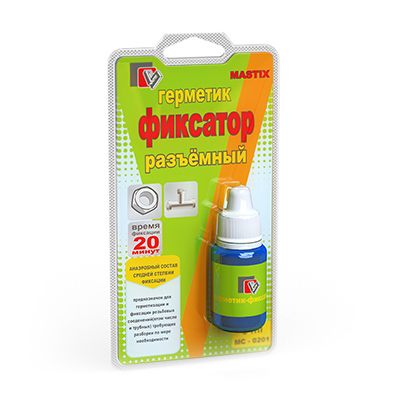 MASTIX
герметик
фиксатор
разъёмный
время
фиксации
20
минут
АНАЭРОБНЫЙ СОСТАВ
СРЕДНЕЙ СТЕПЕНИ
ФИКСАЦИИ
предназначен для
герметизации и
фиксации резьбовых
соединений(в том числе
и трубных) требующих
разборки по мере
необходимости
герметик-фикса
МС - 0201